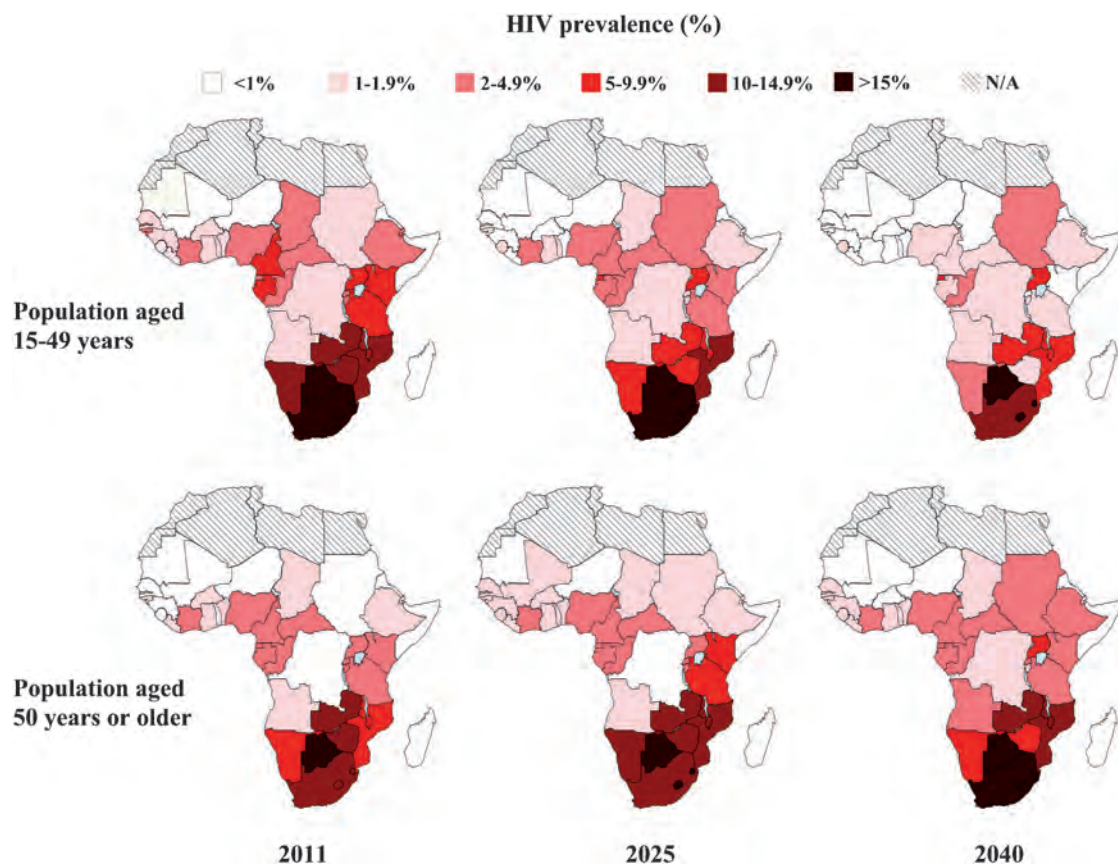 HIV prevalence (%)
<1% 1-1.9% 2-4.9% 5-9.9% 10-14.9% >15% N/A
Population aged
15-49 years
Population aged
50 years or older
2011 2025 2040